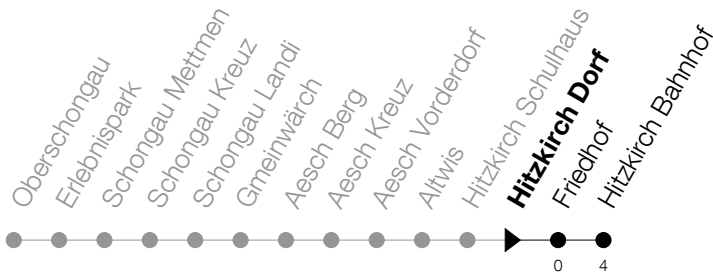 Oberschongau
Erlebnispark
Schongau Mettmen
Schongau Kreuz
Schongau Landi
Gmeinwärch
Aesch Berg
Aesch Kreuz
Aesch Vorderdorf
Altwis
Hitzkirch Schulhaus
Hitzkirch Dorf
Friedhof
Hitzkirch Bahnhof
0 4